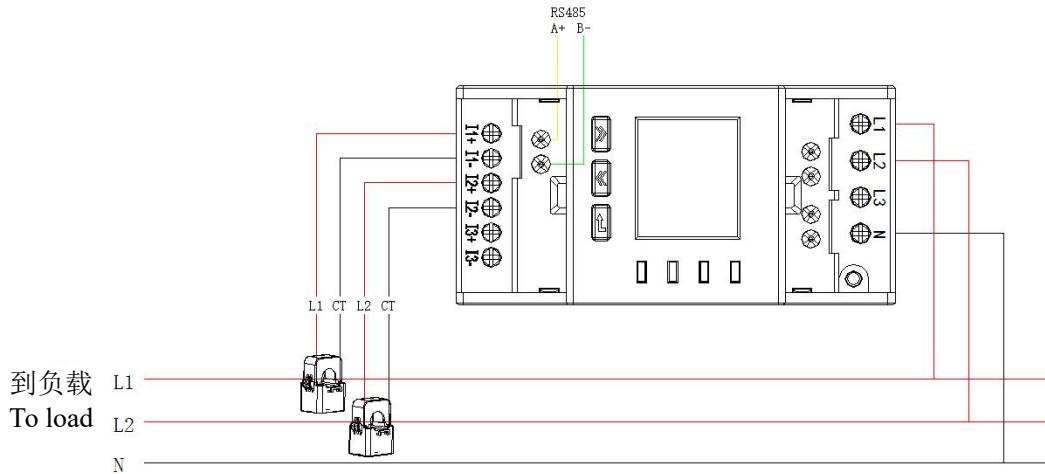 RS485
A+ B-
I1+
I1-
I2+
I2-
I3+
I3-
L1
L2
L3
N
L1 CT L2 CT
到负载 L1
To load L2
N